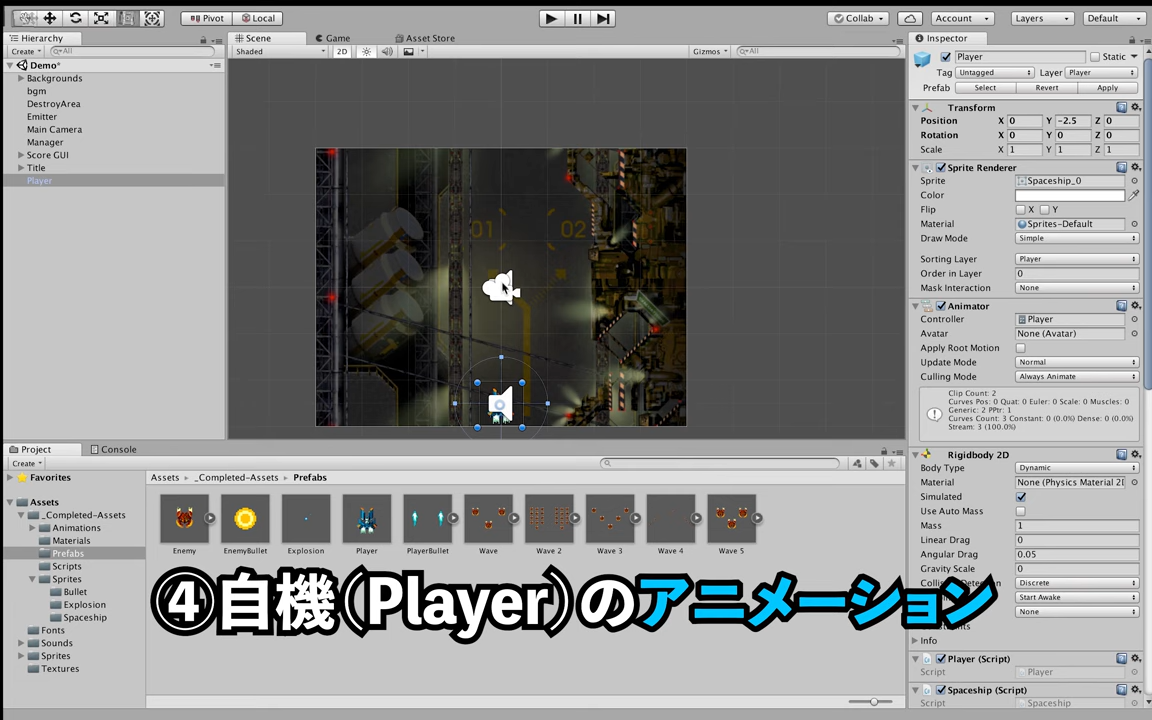 Pivot
Local
Collab
Account
Layers
Default
Hierarchy
Create
All
Demo*
Backgrounds
bgm
DestroyArea
Emitter
Main Camera
Manager
Score GUI
Title
Player
Scene
Game
Asset Store
Shaded
2D
Gizmos
All
01
02
Inspector
Player
Static
Tag Untagged Layer Player
Prefab Select Revert Apply
Transform
Position X 0 Y -2.5 Z 0
Rotation X 0 Y 0 Z 0
Scale X 1 Y 1 Z 1
Sprite Renderer
Sprite Spaceship_0
Color
Flip X Y
Material Sprites-Default
Draw Mode Simple
Sorting Layer Player
Order in Layer 0
Mask Interaction None
Animator
Controller Player
Avatar None (Avatar)
Apply Root Motion
Update Mode Normal
Culling Mode Always Animate
Clip Count: 2
Curves Pos: 0 Quat: 0 Euler: 0 Scale: 0 Muscles: 0
Generic: 2 PPtr: 1
Curves Count: 3 Constant: 0 (0.0%) Dense: 0 (0.0%)
Stream: 3 (100.0%)
Rigidbody 2D
Body Type Dynamic
Material None (Physics Material 2D
Simulated
Use Auto Mass
Mass 1
Linear Drag 0
Angular Drag 0.05
Gravity Scale 0
Discrete
Start Awake
None
Info
Player (Script)
Script Player
Spaceship (Script)
Script Spaceship
Project
Console
Create
Favorites
Assets
_Completed-Assets
Animations
Materials
Prefabs
Scripts
Sprites
Bullet
Explosion
Spaceship
Fonts
Sounds
Sprites
Textures
Assets _Completed-Assets Prefabs
Enemy EnemyBullet Explosion Player PlayerBullet Wave Wave 2 Wave 3 Wave 4 Wave 5
④自機(Player)のアニメーション